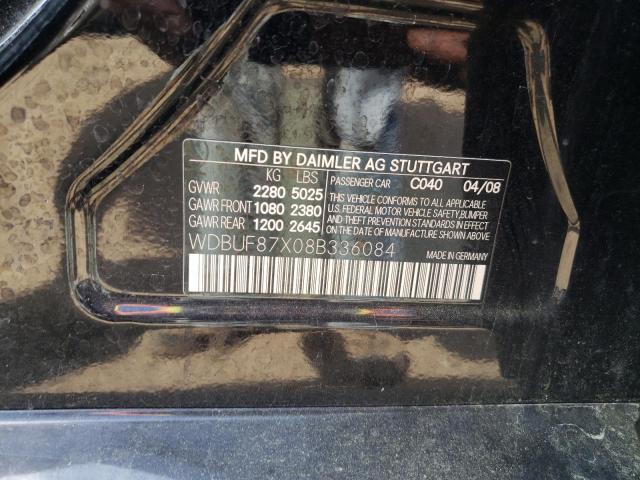 MFD BY DAIMLER AG STUTTGART
KG LBS
GVWR 2280 5025
GAWR FRONT 1080 2380
GAWR REAR 1200 2645
PASSENGER CAR C040 04/08
THIS VEHICLE CONFORMS TO ALL APPLICABLE
U.S. FEDERAL MOTOR VEHICLE SAFETY, BUMPER
AND THEFT PREVENTION STANDARDS IN EFFECT
ON THE DATE OF MANUFACTURE SHOWN ABOVE
WDBUF87X08B336084
MADE IN GERMANY